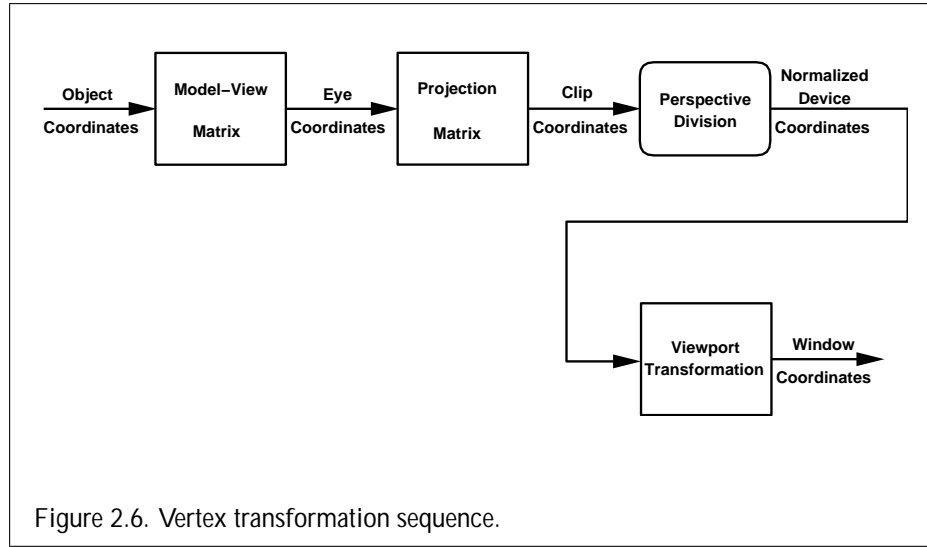 Object
Coordinates
Model−View
Matrix
Eye
Coordinates
Projection
Matrix
Clip
Coordinates
Perspective
Division
Normalized
Device
Coordinates
Viewport
Transformation
Window
Coordinates
Figure 2.6. Vertex transformation sequence.